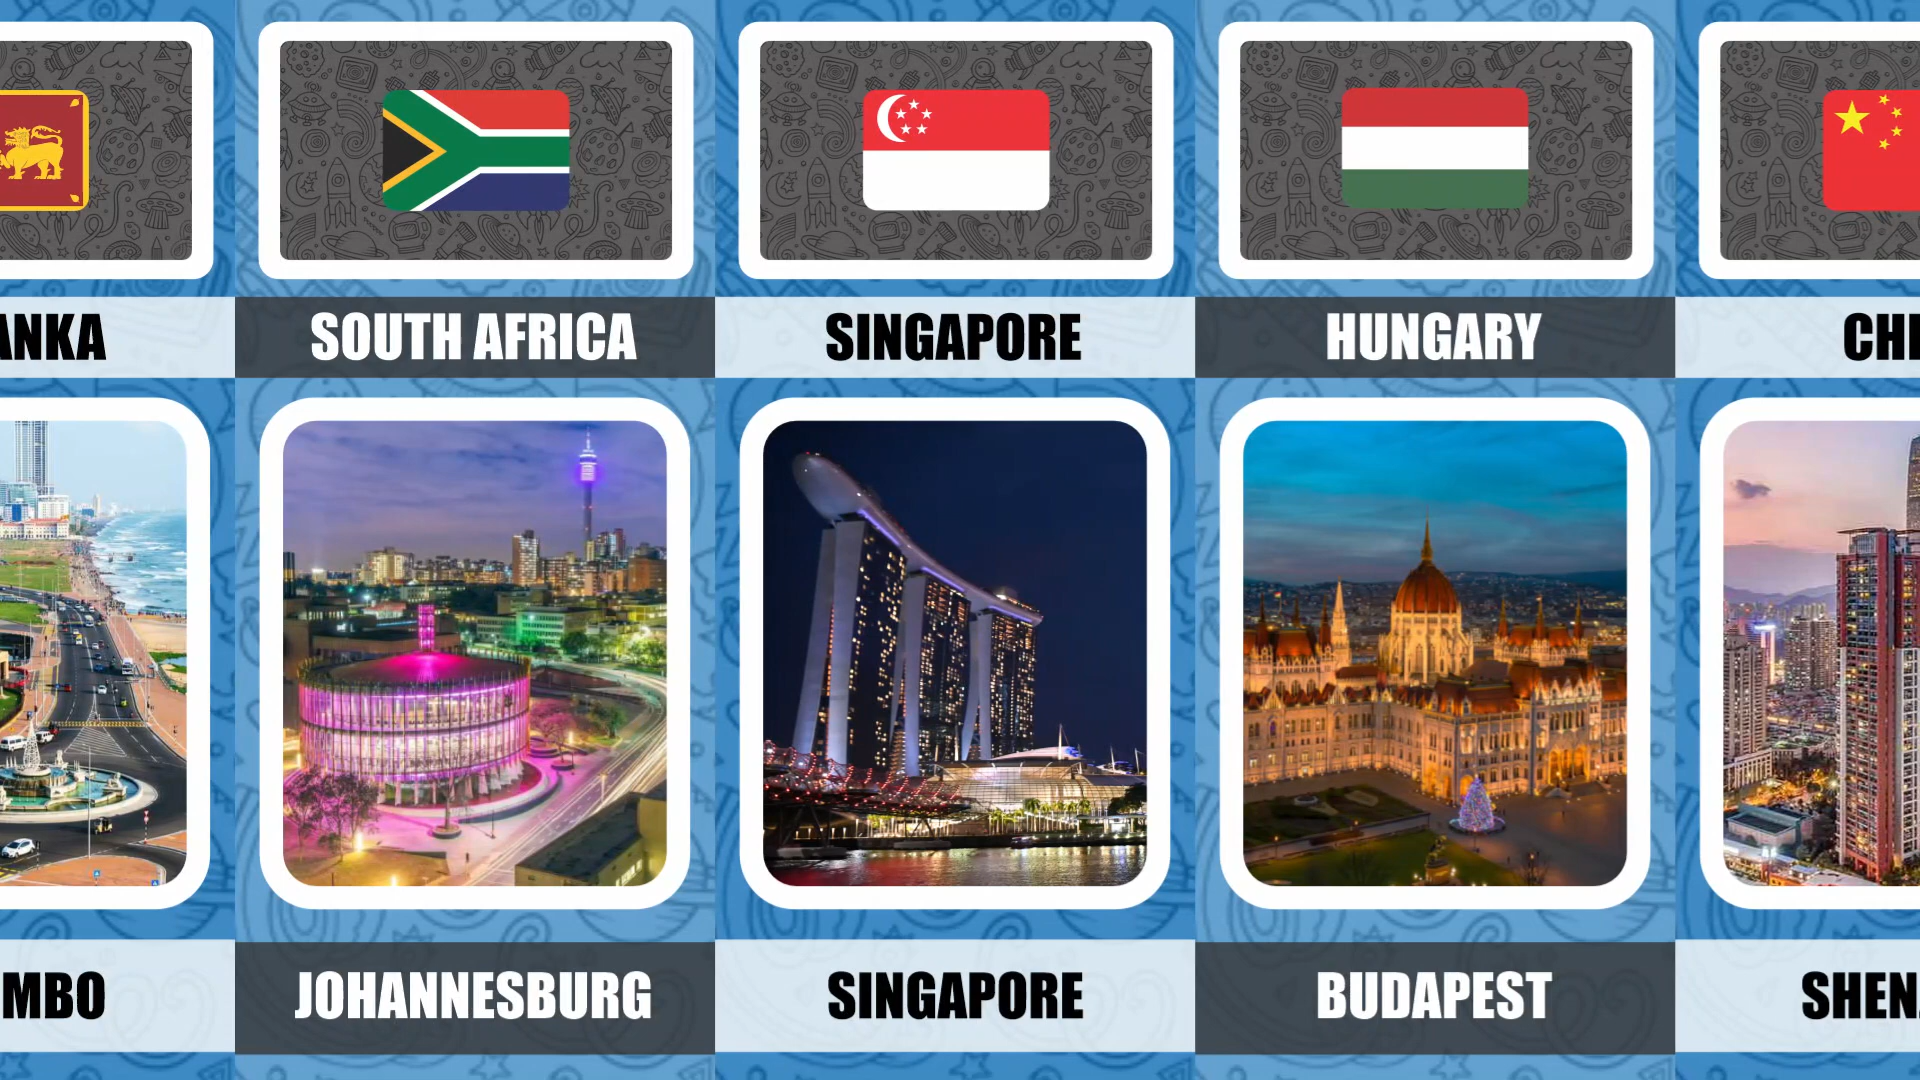 ANKA
SOUTH AFRICA
SINGAPORE
HUNGARY
CHI
MBO
JOHANNESBURG
SINGAPORE
BUDAPEST
SHEN